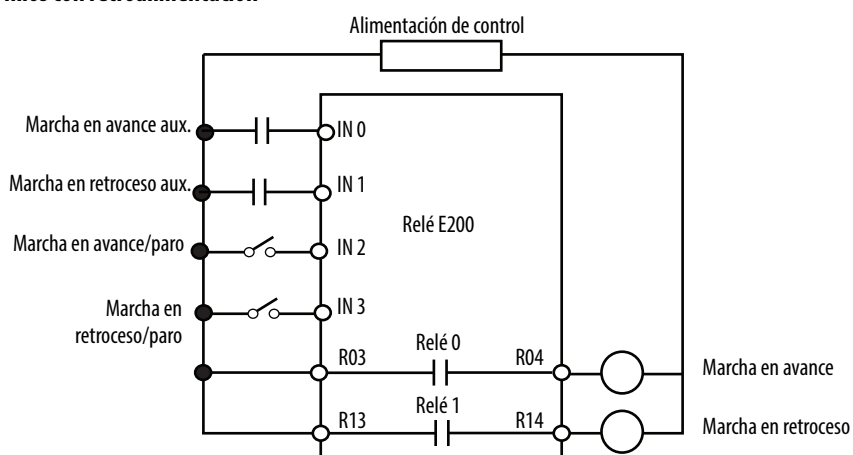 Alimentación de control
Marcha en avance aux.
IN 0
Marcha en retroceso aux.
IN 1
Relé E200
Marcha en avance/paro
IN 2
Marcha en
retroceso/paro
IN 3
R03
Relé 0
R04
Marcha en avance
R13
Relé 1
R14
Marcha en retroceso